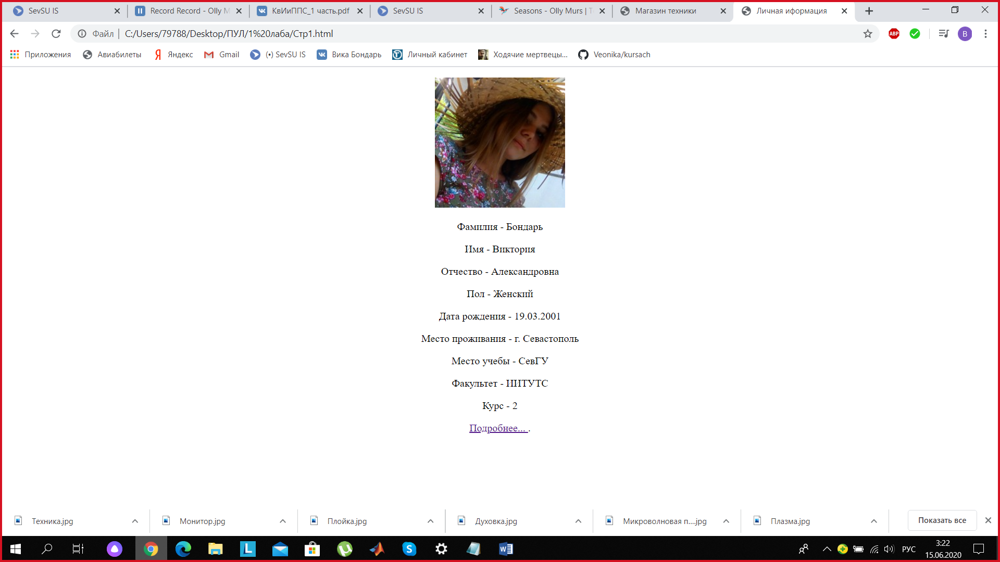 SevSU IS
Record Record - Olly M
КвИиППС_1 часть.pdf
SevSU IS
Seasons - Olly Murs | Т
Магазин техники
Личная иформация
Файл | C:/Users/79788/Desktop/ПУЛ/1%20лаба/Стр1.html
ABP
B
Приложения
Авиабилеты
Яндекс
Gmail
(•) SevSU IS
Вика Бондарь
Личный кабинет
Ходячие мертвецы...
Veonika/kursach
Фамилия - Бондарь
Имя - Виктория
Отчество - Александровна
Пол - Женский
Дата рождения - 19.03.2001
Место проживания - г. Севастополь
Место учебы - СевГУ
Факультет - ИИТУТС
Курс - 2
Подробнее... .
Техника.jpg
Монитор.jpg
Плойка.jpg
Духовка.jpg
Микроволновая п....jpg
Плазма.jpg
Показать все
РУС
3:22
15.06.2020